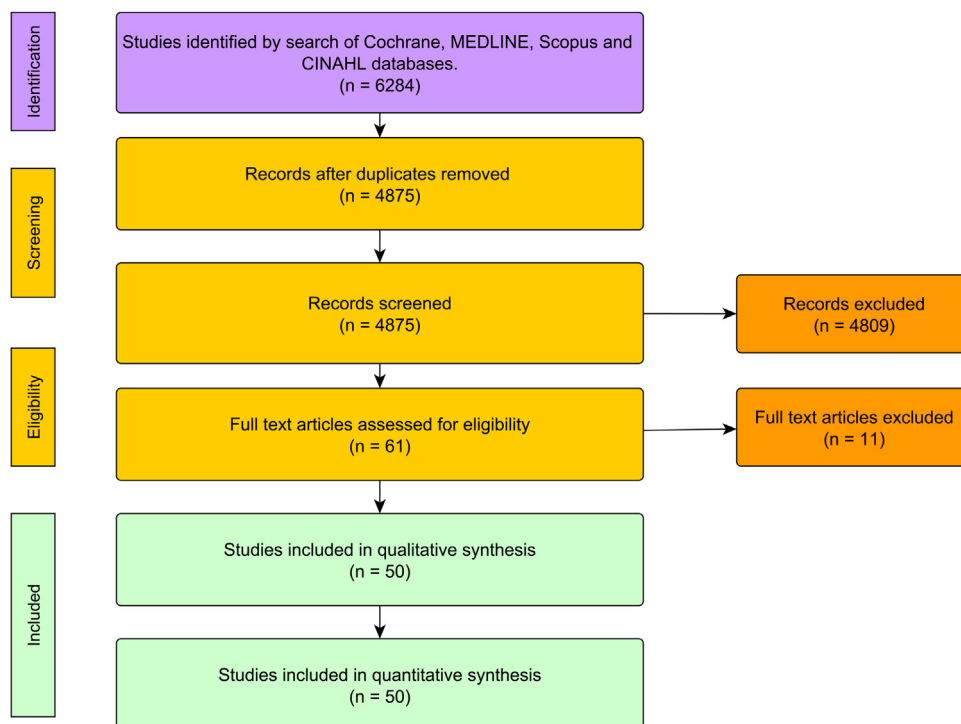 Identification
Studies identified by search of Cochrane, MEDLINE, Scopus and
CINAHL databases.
(n = 6284)
Screening
Records after duplicates removed
(n = 4875)
Records screened
(n = 4875)
Records excluded
(n = 4809)
Eligibility
Full text articles assessed for eligibility
(n = 61)
Full text articles excluded
(n = 11)
Included
Studies included in qualitative synthesis
(n = 50)
Studies included in quantitative synthesis
(n = 50)